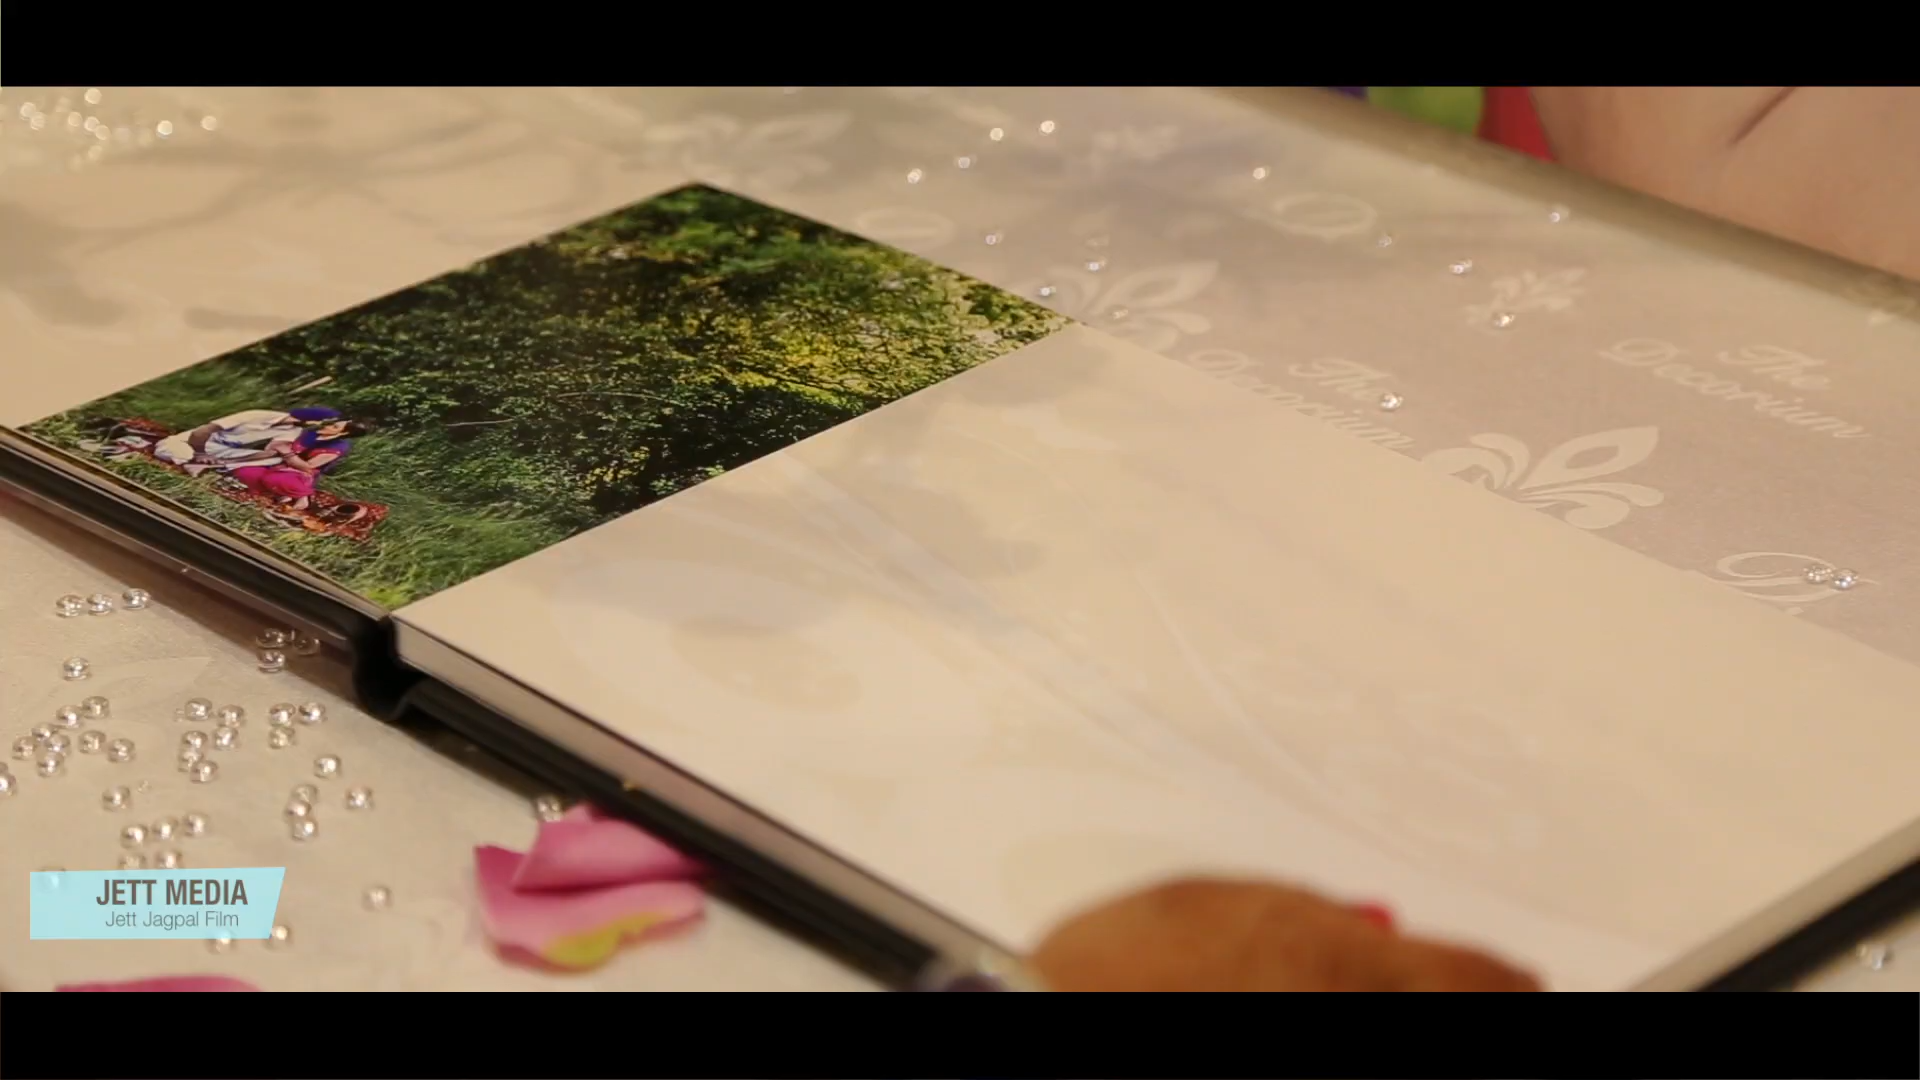 The
Decorium
The
Decorium
JETT MEDIA
Jett Jagpal Film